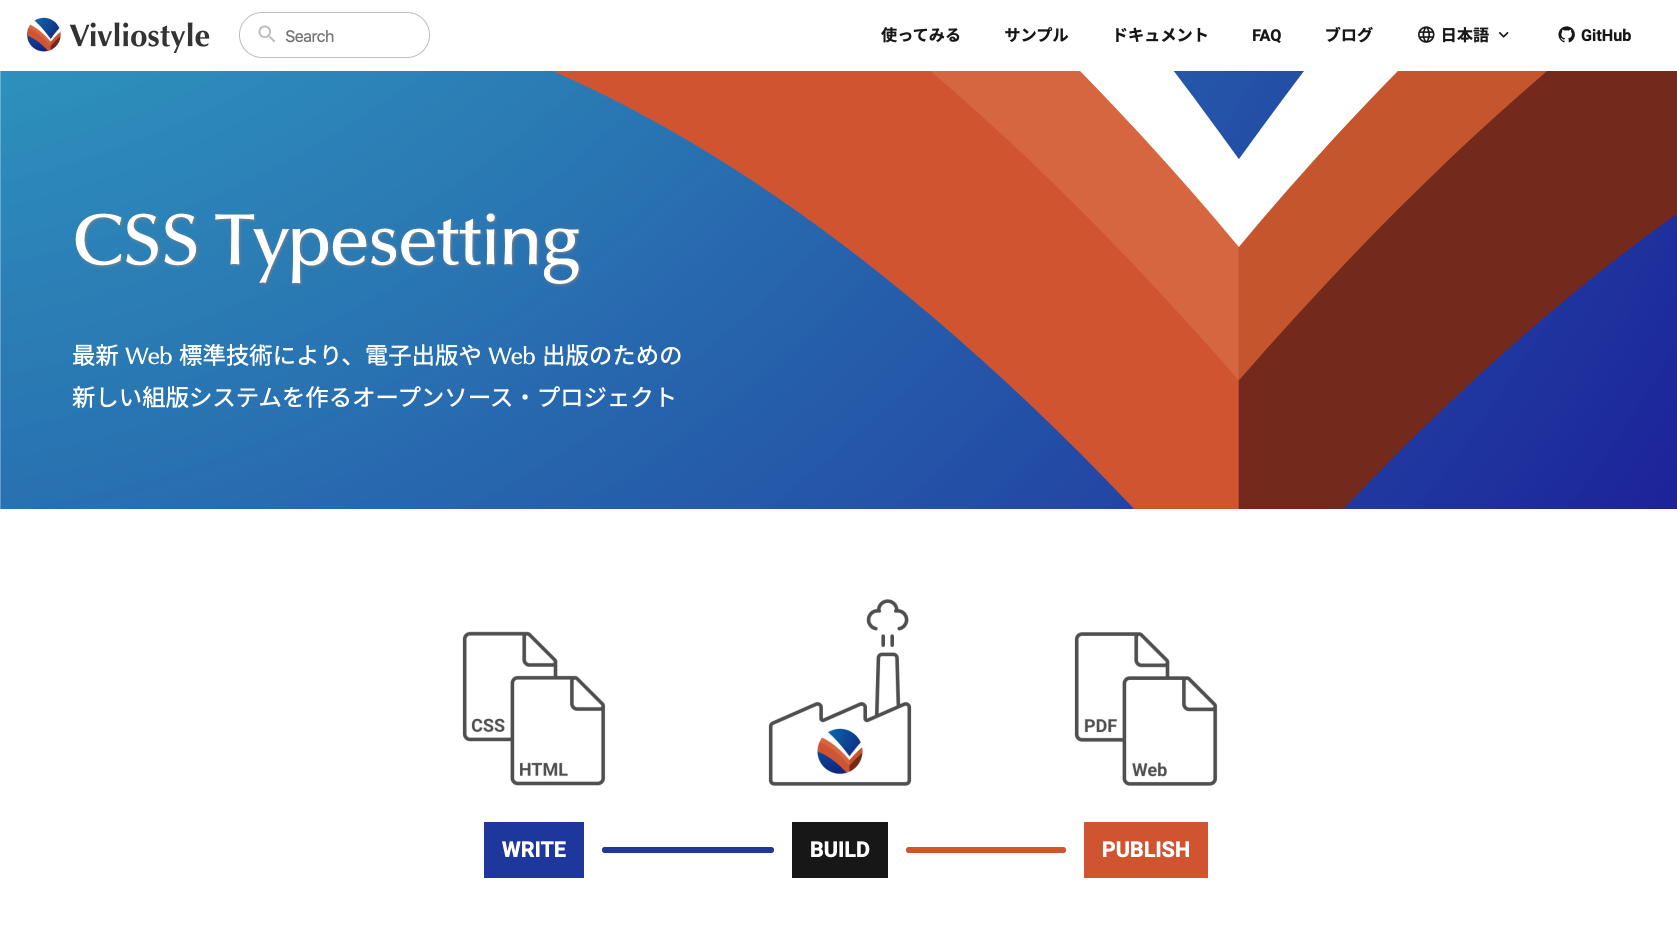 Vivliostyle
Search
使ってみる
サンプル
ドキュメント
FAQ
ブログ
日本語
GitHub
CSS Typesetting
最新 Web 標準技術により、電子出版や Web 出版のための
新しい組版システムを作るオープンソース・プロジェクト
CSS
HTML
PDF
Web
WRITE
BUILD
PUBLISH